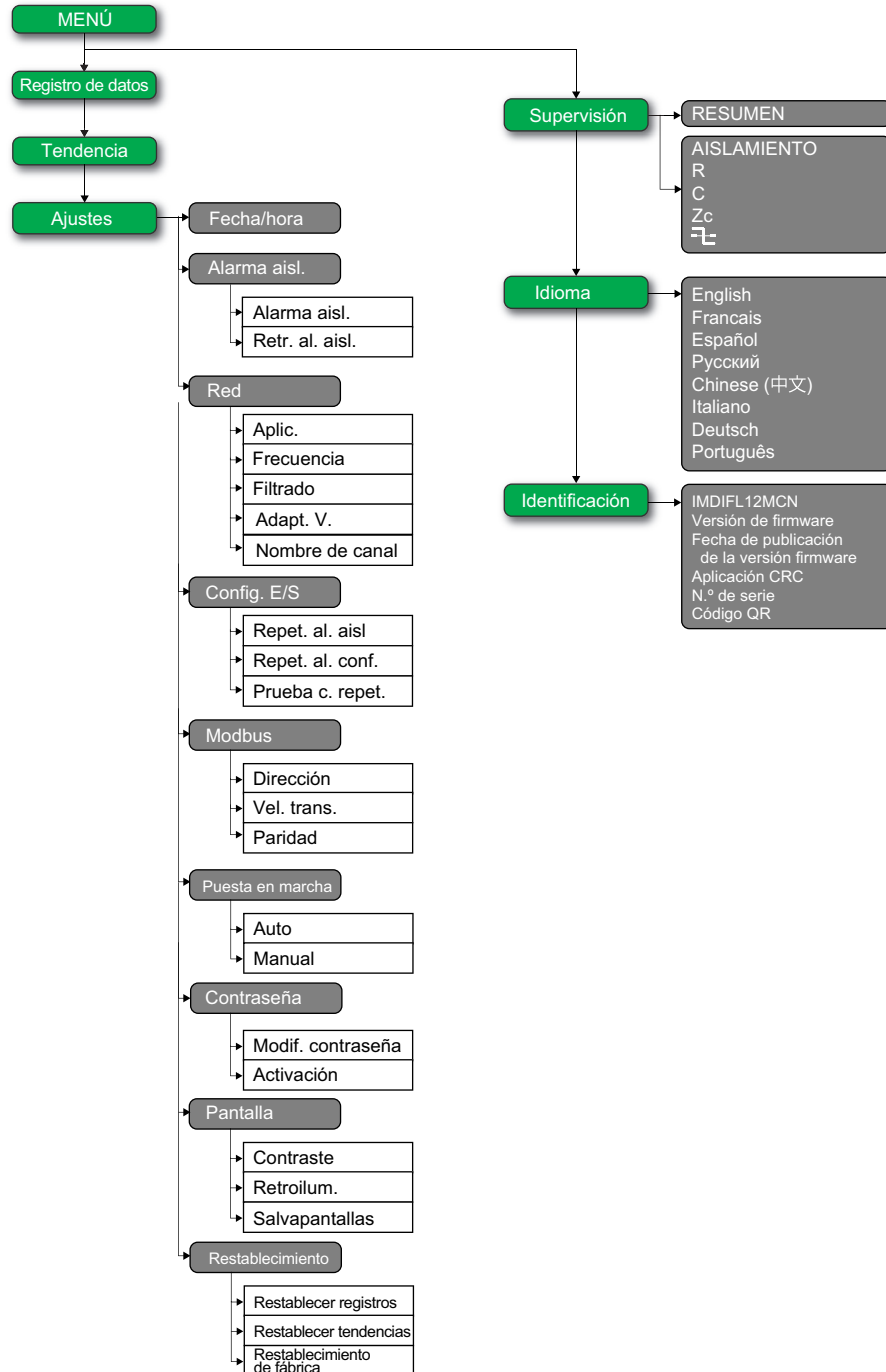 MENÚ
Registro de datos
Tendencia
Ajustes
Fecha/hora
Alarma aisl.
Alarma aisl.
Retr. al. aisl.
Red
Aplic.
Frecuencia
Filtrado
Adapt. V.
Nombre de canal
Config. E/S
Repet. al. aisl
Repet. al. conf.
Prueba c. repet.
Modbus
Dirección
Vel. trans.
Paridad
Puesta en marcha
Auto
Manual
Contraseña
Modif. contraseña
Activación
Pantalla
Contraste
Retroilum.
Salvapantallas
Restablecimiento
Restablecer registros
Restablecer tendencias
Restablecimiento
de fábrica
Supervisión
RESUMEN
AISLAMIENTO
R
C
Zc
Idioma
English
Francais
Español
Русский
Chinese (中文)
Italiano
Deutsch
Português
Identificación
IMDIFL12MCN
Versión de firmware
Fecha de publicación
de la versión firmware
Aplicación CRC
N.º de serie
Código QR